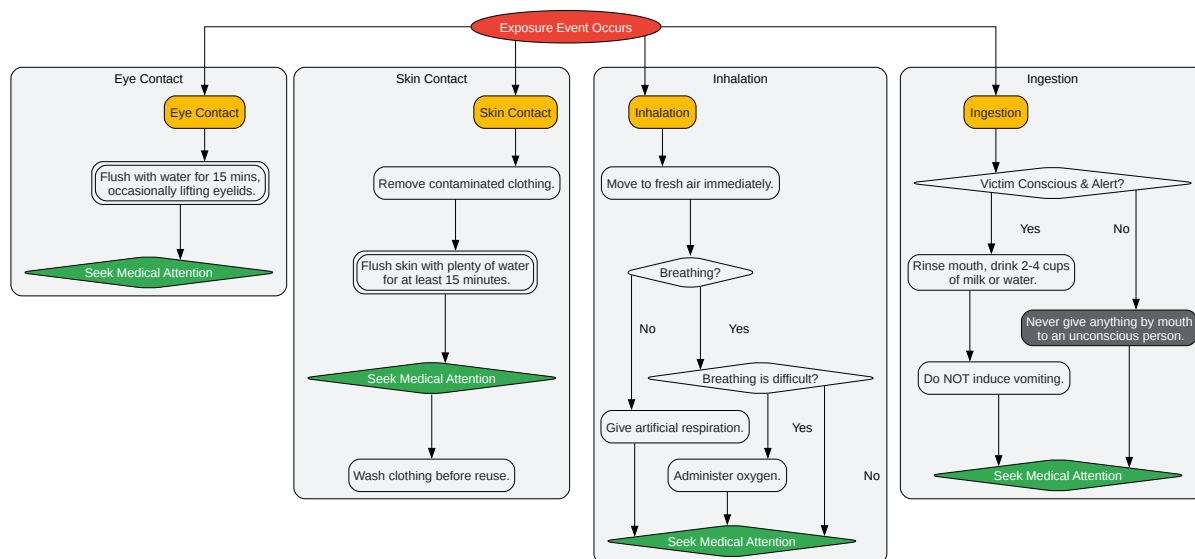 Exposure Event Occurs
Eye Contact
Eye Contact
Flush with water for 15 mins,
occasionally lifting eyelids.
Seek Medical Attention
Skin Contact
Skin Contact
Remove contaminated clothing.
Flush skin with plenty of water
for at least 15 minutes.
Seek Medical Attention
Wash clothing before reuse.
Inhalation
Inhalation
Move to fresh air immediately.
Breathing?
No
Yes
Breathing is difficult?
Give artificial respiration.
Yes
Administer oxygen.
No
Seek Medical Attention
Ingestion
Ingestion
Victim Conscious & Alert?
Yes
No
Rinse mouth, drink 2-4 cups
of milk or water.
Never give anything by mouth
to an unconscious person.
Do NOT induce vomiting.
Seek Medical Attention